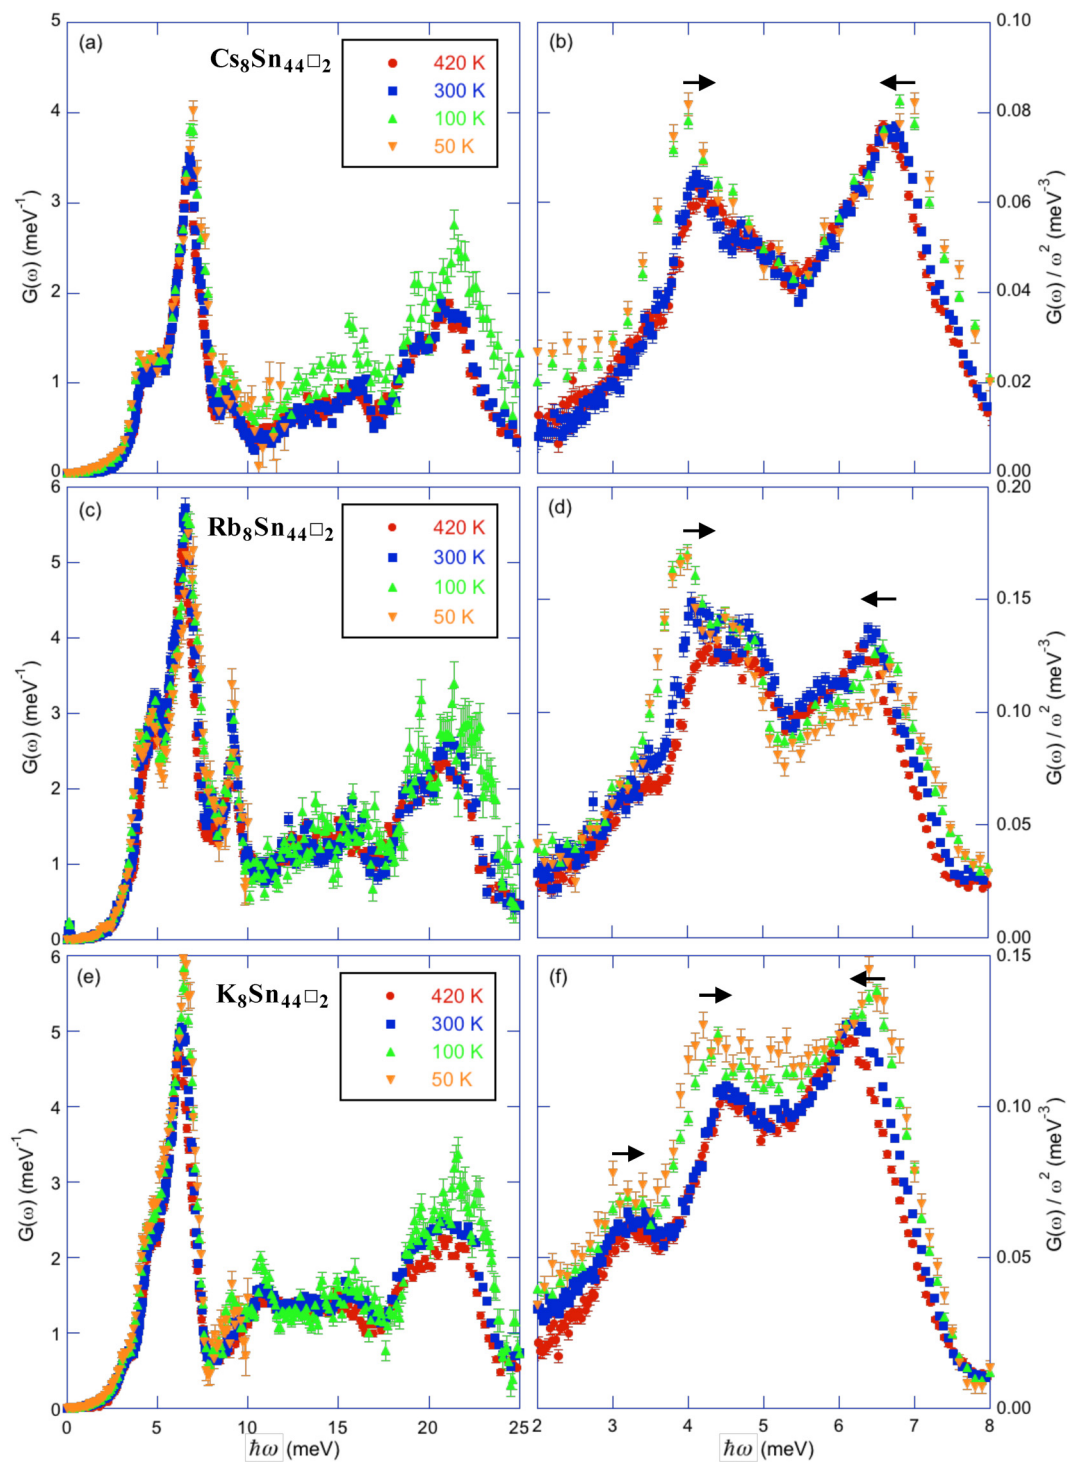 (a)
Cs₈Sn₄₄□₂
420 K
300 K
100 K
50 K
5
4
3
2
1
0
G(ω) (meV⁻¹)
(b)
0.10
0.08
0.06
0.04
0.02
0.00
G(ω) / ω² (meV⁻³)
(c)
Rb₈Sn₄₄□₂
420 K
300 K
100 K
50 K
6
5
4
3
2
1
0
G(ω) (meV⁻¹)
(d)
0.20
0.15
0.10
0.05
0.00
G(ω) / ω² (meV⁻³)
(e)
K₈Sn₄₄□₂
420 K
300 K
100 K
50 K
6
5
4
3
2
1
0
G(ω) (meV⁻¹)
0 5 10 15 20 25
ħω (meV)
(f)
0.15
0.10
0.05
0.00
G(ω) / ω² (meV⁻³)
2 3 4 5 6 7 8
ħω (meV)